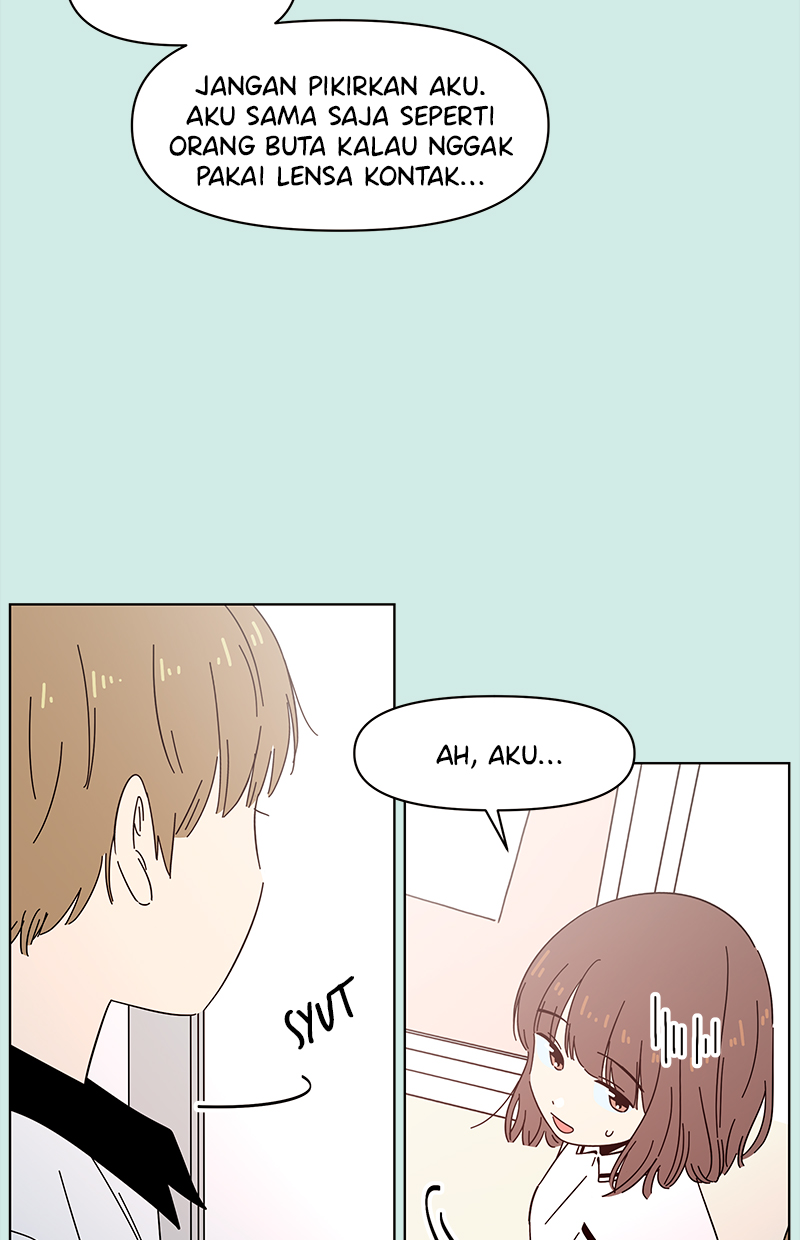 JANGAN PIKIRKAN AKU.
AKU SAMA SAJA SEPERTI
ORANG BUTA KALAU NGGAK
PAKAI LENSA KONTAK...
AH, AKU...
SYUT